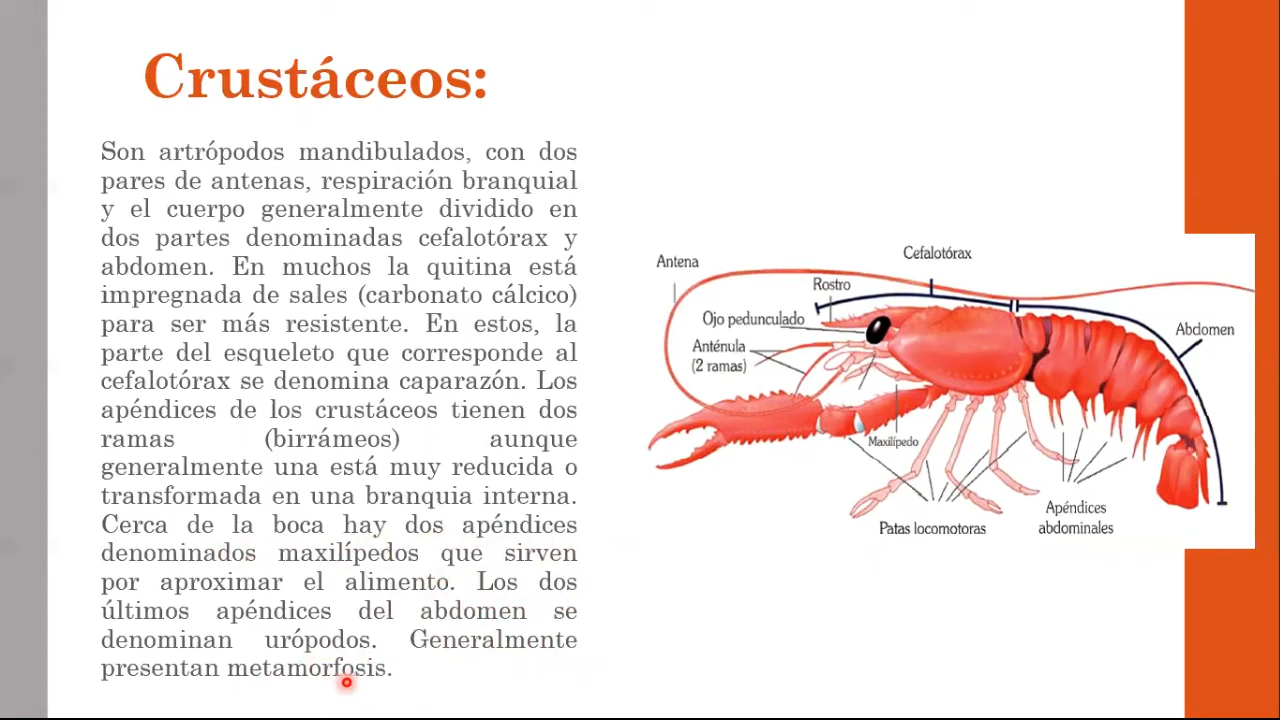 Crustáceos:
Son artrópodos mandibulados, con dos
pares de antenas, respiración branquial
y el cuerpo generalmente dividido en
dos partes denominadas cefalotórax y
abdomen. En muchos la quitina está
impregnada de sales (carbonato cálcico)
para ser más resistente. En estos, la
parte del esqueleto que corresponde al
cefalotórax se denomina caparazón. Los
apéndices de los crustáceos tienen dos
ramas (birrámeos) aunque
generalmente una está muy reducida o
transformada en una branquia interna.
Cerca de la boca hay dos apéndices
denominados maxilípedos que sirven
por aproximar el alimento. Los dos
últimos apéndices del abdomen se
denominan urópodos. Generalmente
presentan metamorfosis.
Cefalotórax
Antena
Rostro
Ojo pedunculado
Abdomen
Anténula
(2 ramas)
Maxilípedo
Patas locomotoras
Apéndices
abdominales